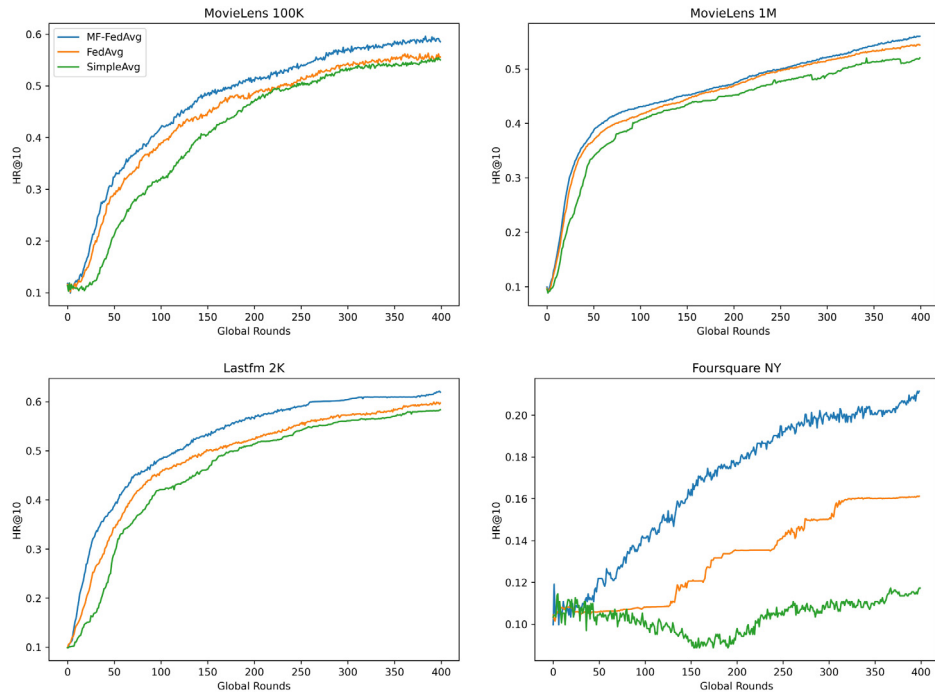 MovieLens 100K
MF-FedAvg
FedAvg
SimpleAvg
0.6
0.5
0.4
0.3
0.2
0.1
HR@10
0 50 100 150 200 250 300 350 400
Global Rounds
MovieLens 1M
0.5
0.4
0.3
0.2
0.1
HR@10
0 50 100 150 200 250 300 350 400
Global Rounds
Lastfm 2K
0.6
0.5
0.4
0.3
0.2
0.1
HR@10
0 50 100 150 200 250 300 350 400
Global Rounds
Foursquare NY
0.20
0.18
0.16
0.14
0.12
0.10
HR@10
0 50 100 150 200 250 300 350 400
Global Rounds